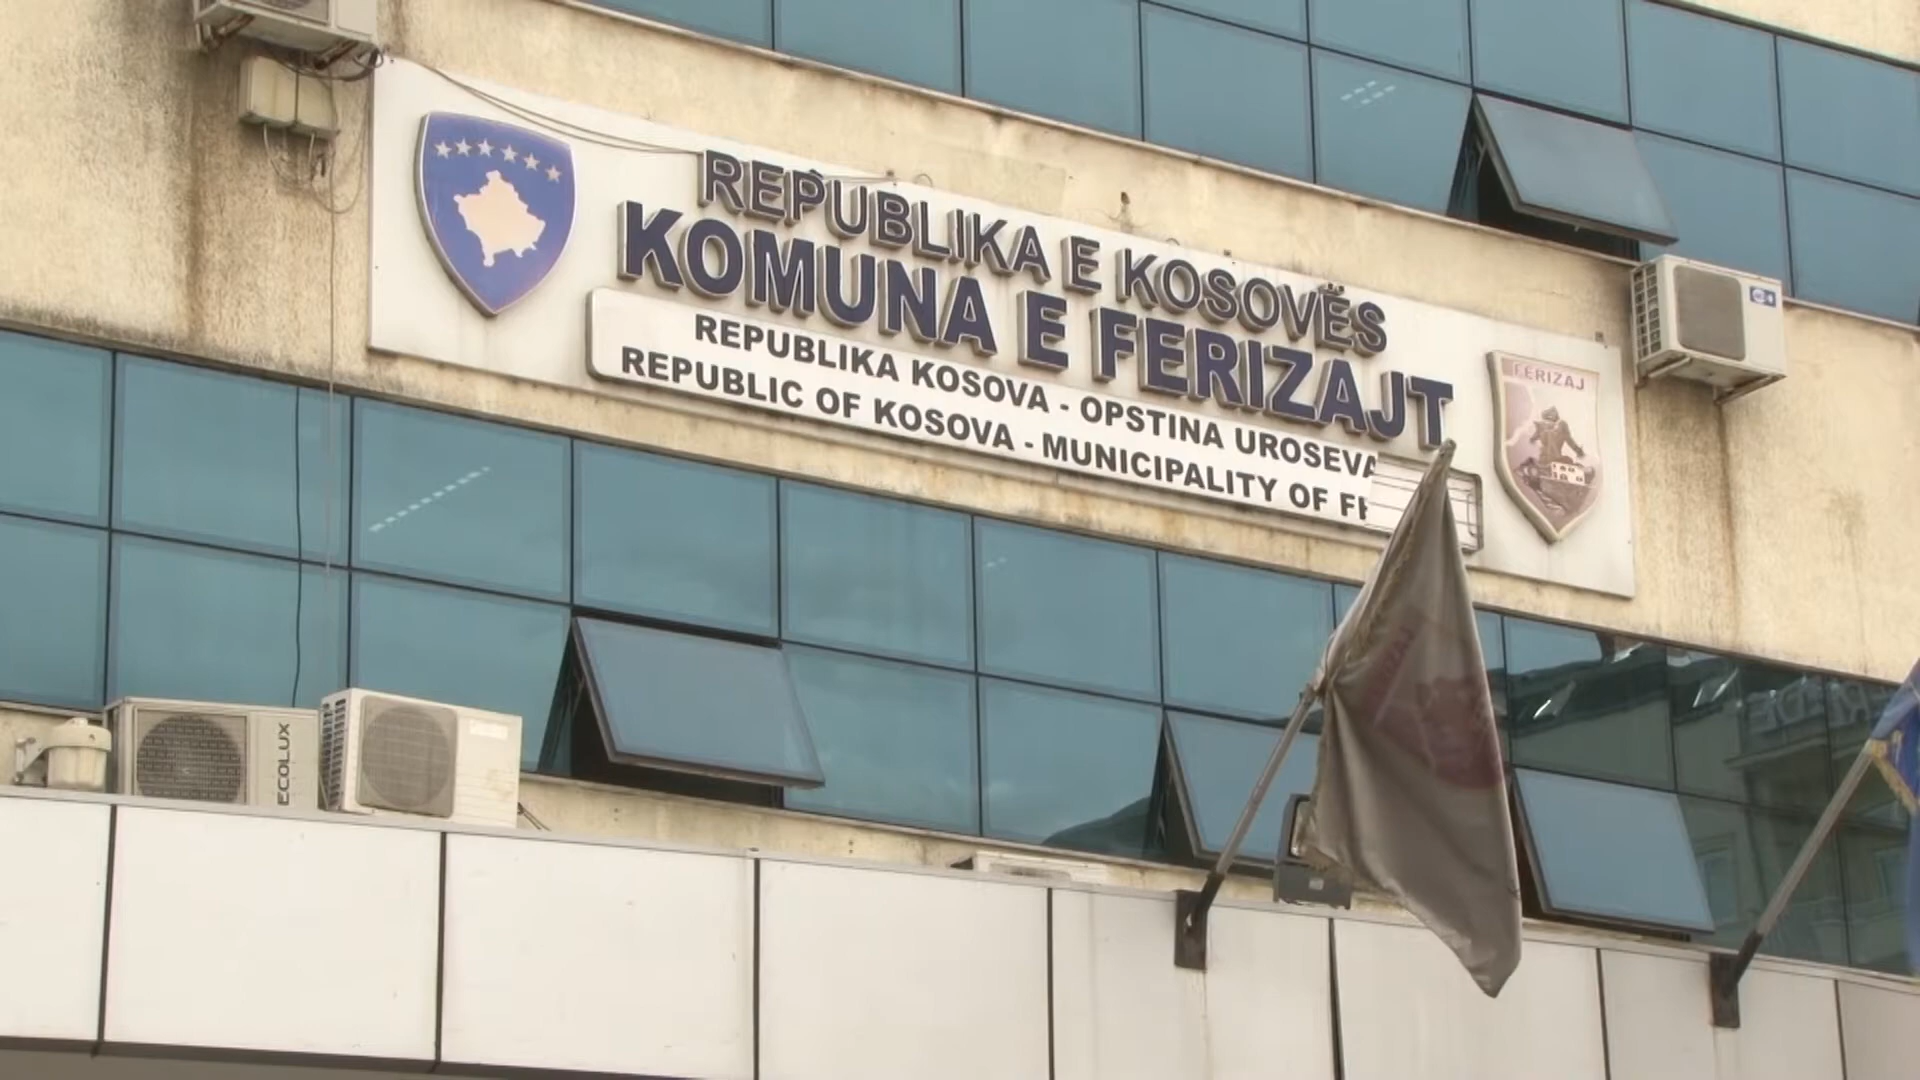 REPUBLIKA E KOSOVËS
KOMUNA E FERIZAJT
REPUBLIKA KOSOVA - OPSTINA UROSEVA
REPUBLIC OF KOSOVA - MUNICIPALITY OF
FERIZAJ
ECOLUX